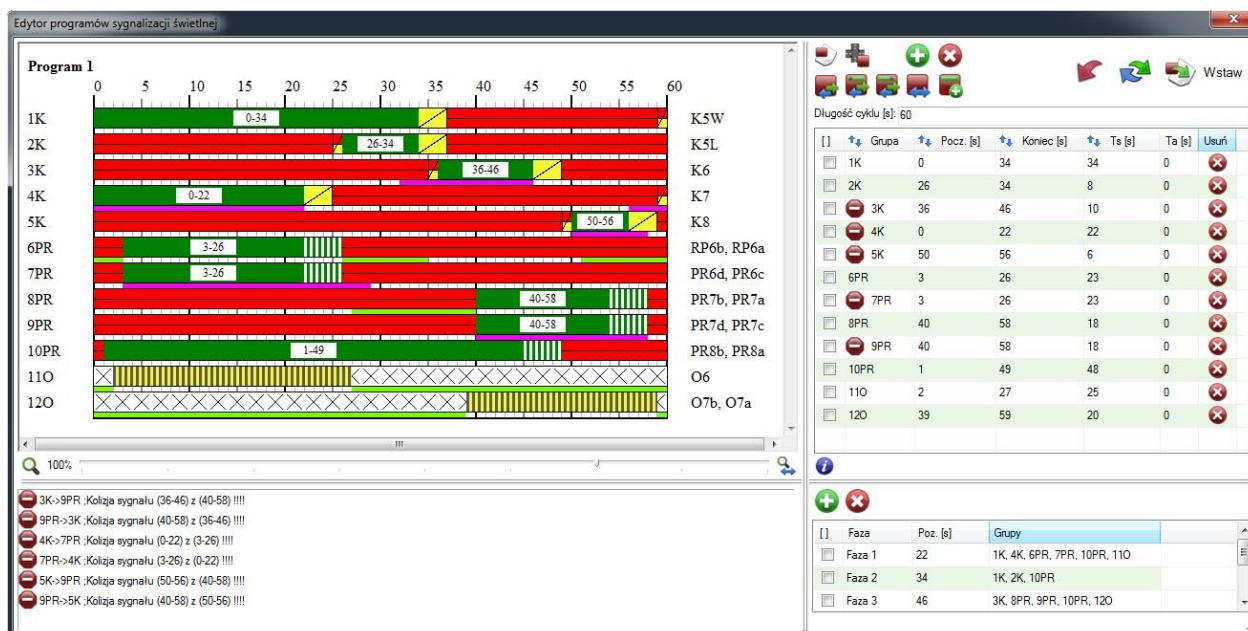 Edytor programów sygnalizacji świetlnej
Program 1
0 10 15 20 25 30 35 40 50 55 60
1K 0-34 K5W
2K 26-34 K5L
3K 36-46 K6
4K 0-22 K7
5K 50-56 K8
6PR 3-26 RP6b, RP6a
7PR 3-26 PR6d, PR6c
8PR 40-58 PR7b, PR7a
9PR 40-58 PR7d, PR7c
10PR 1-49 PR8b, PR8a
11O O6
12O O7b, O7a
100%
3K->9PR ;Kolizja sygnału (36-46) z (40-58) !!!!
9PR->3K ;Kolizja sygnału (40-58) z (36-46) !!!!
4K->7PR ;Kolizja sygnału (0-22) z (3-26) !!!!
7PR->4K ;Kolizja sygnału (3-26) z (0-22) !!!!
5K->9PR ;Kolizja sygnału (50-56) z (40-58) !!!!
9PR->5K ;Kolizja sygnału (40-58) z (50-56) !!!!
Wstaw
Długość cyklu [s]: 60
[] Grupa Pocz. [s] Koniec [s] Ts [s] Ta [s] Usuń
1K 0 34 34 0
2K 26 34 8 0
3K 36 46 10 0
4K 0 22 22 0
5K 50 56 6 0
6PR 3 26 23 0
7PR 3 26 23 0
8PR 40 58 18 0
9PR 40 58 18 0
10PR 1 49 48 0
11O 2 27 25 0
12O 39 59 20 0
[] Faza Poz. [s] Grupy
Faza 1 22 1K, 4K, 6PR, 7PR, 10PR, 11O
Faza 2 34 1K, 2K, 10PR
Faza 3 46 3K, 8PR, 9PR, 10PR, 12O